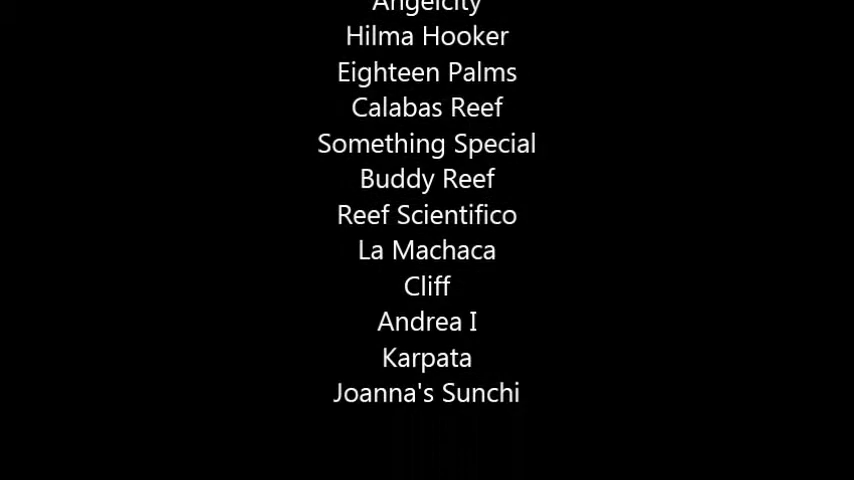 Angelcity
Hilma Hooker
Eighteen Palms
Calabas Reef
Something Special
Buddy Reef
Reef Scientifico
La Machaca
Cliff
Andrea I
Karpata
Joanna's Sunchi